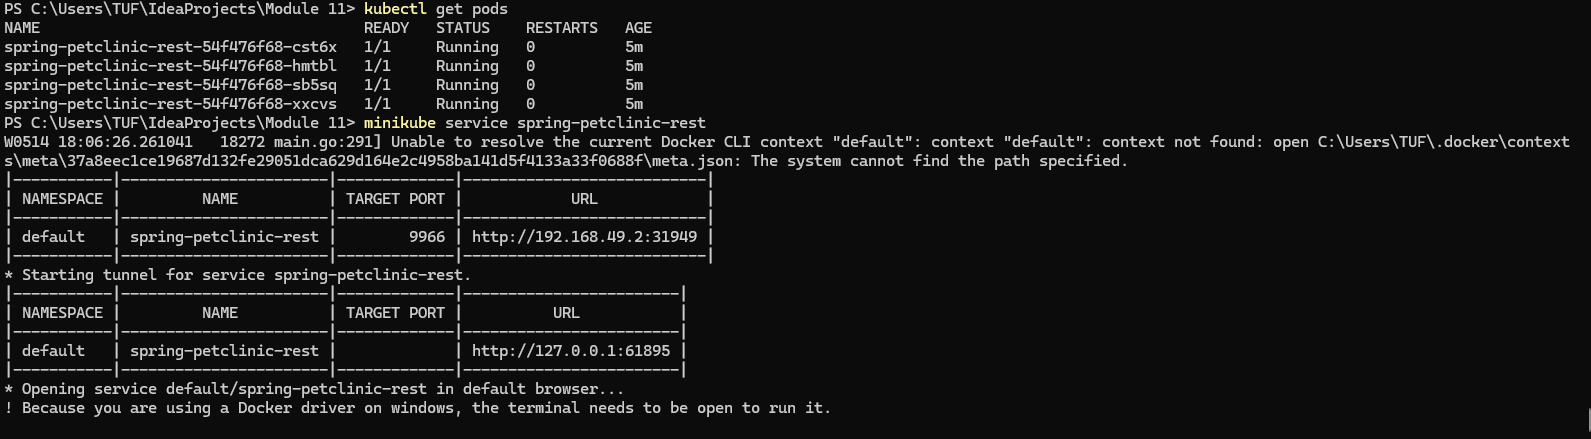 PS C:\Users\TUF\IdeaProjects\Module 11> kubectl get pods
NAME                                    READY   STATUS    RESTARTS   AGE
spring-petclinic-rest-54f476f68-cst6x   1/1     Running   0          5m
spring-petclinic-rest-54f476f68-hmtbl   1/1     Running   0          5m
spring-petclinic-rest-54f476f68-sb5sq   1/1     Running   0          5m
spring-petclinic-rest-54f476f68-xxcvs   1/1     Running   0          5m
PS C:\Users\TUF\IdeaProjects\Module 11> minikube service spring-petclinic-rest
W0514 18:06:26.261041   18272 main.go:291] Unable to resolve the current Docker CLI context "default": context "default": context not found: open C:\Users\TUF\.docker\context
s\meta\37a8eec1ce19687d132fe29051dca629d164e2c4958ba141d5f4133a33f0688f\meta.json: The system cannot find the path specified.
|-----------|-----------------------|-------------|---------------------------|
| NAMESPACE |         NAME          | TARGET PORT |            URL            |
|-----------|-----------------------|-------------|---------------------------|
| default   | spring-petclinic-rest |        9966 | http://192.168.49.2:31949 |
|-----------|-----------------------|-------------|---------------------------|
* Starting tunnel for service spring-petclinic-rest.
|-----------|-----------------------|-------------|------------------------|
| NAMESPACE |         NAME          | TARGET PORT |          URL           |
|-----------|-----------------------|-------------|------------------------|
| default   | spring-petclinic-rest |             | http://127.0.0.1:61895 |
|-----------|-----------------------|-------------|------------------------|
* Opening service default/spring-petclinic-rest in default browser...
! Because you are using a Docker driver on windows, the terminal needs to be open to run it.